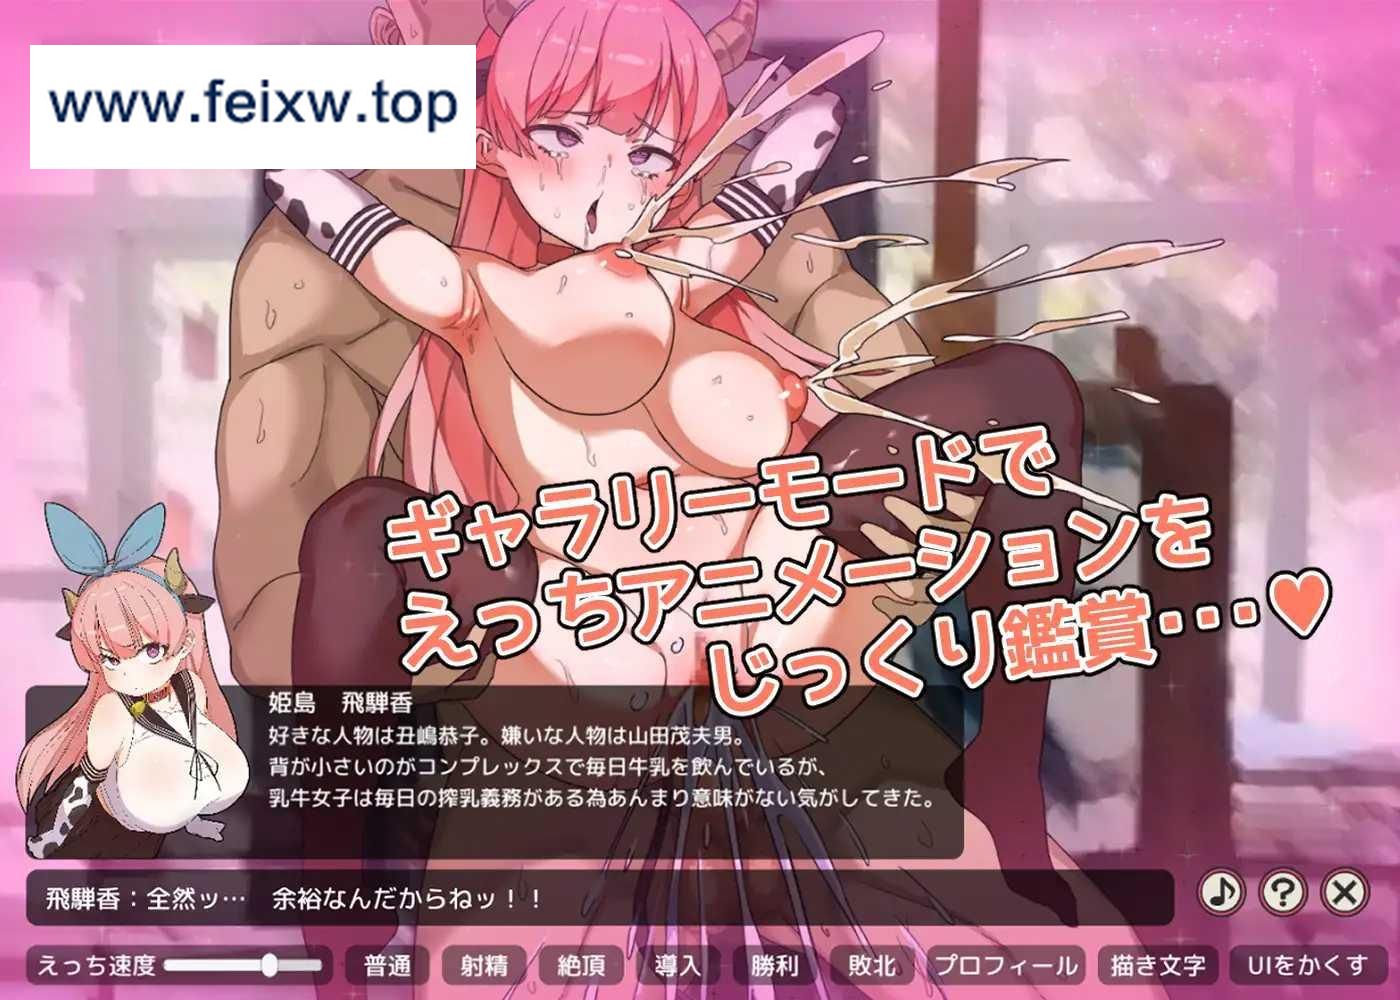 www.feixw.top
ギャラリーモードで
えっちアニメーションを
じっくり鑑賞…♥
姫島　飛騨香
好きな人物は丑嶋恭子。嫌いな人物は山田茂夫男。
背が小さいのがコンプレックスで毎日牛乳を飲んでいるが、
乳牛女子は毎日の搾乳義務がある為あんまり意味がない気がしてきた。
飛騨香：全然ッ…　余裕なんだからねッ！！
えっち速度 普通 射精 絶頂 導入 勝利 敗北 プロフィール 描き文字 UIをかくす